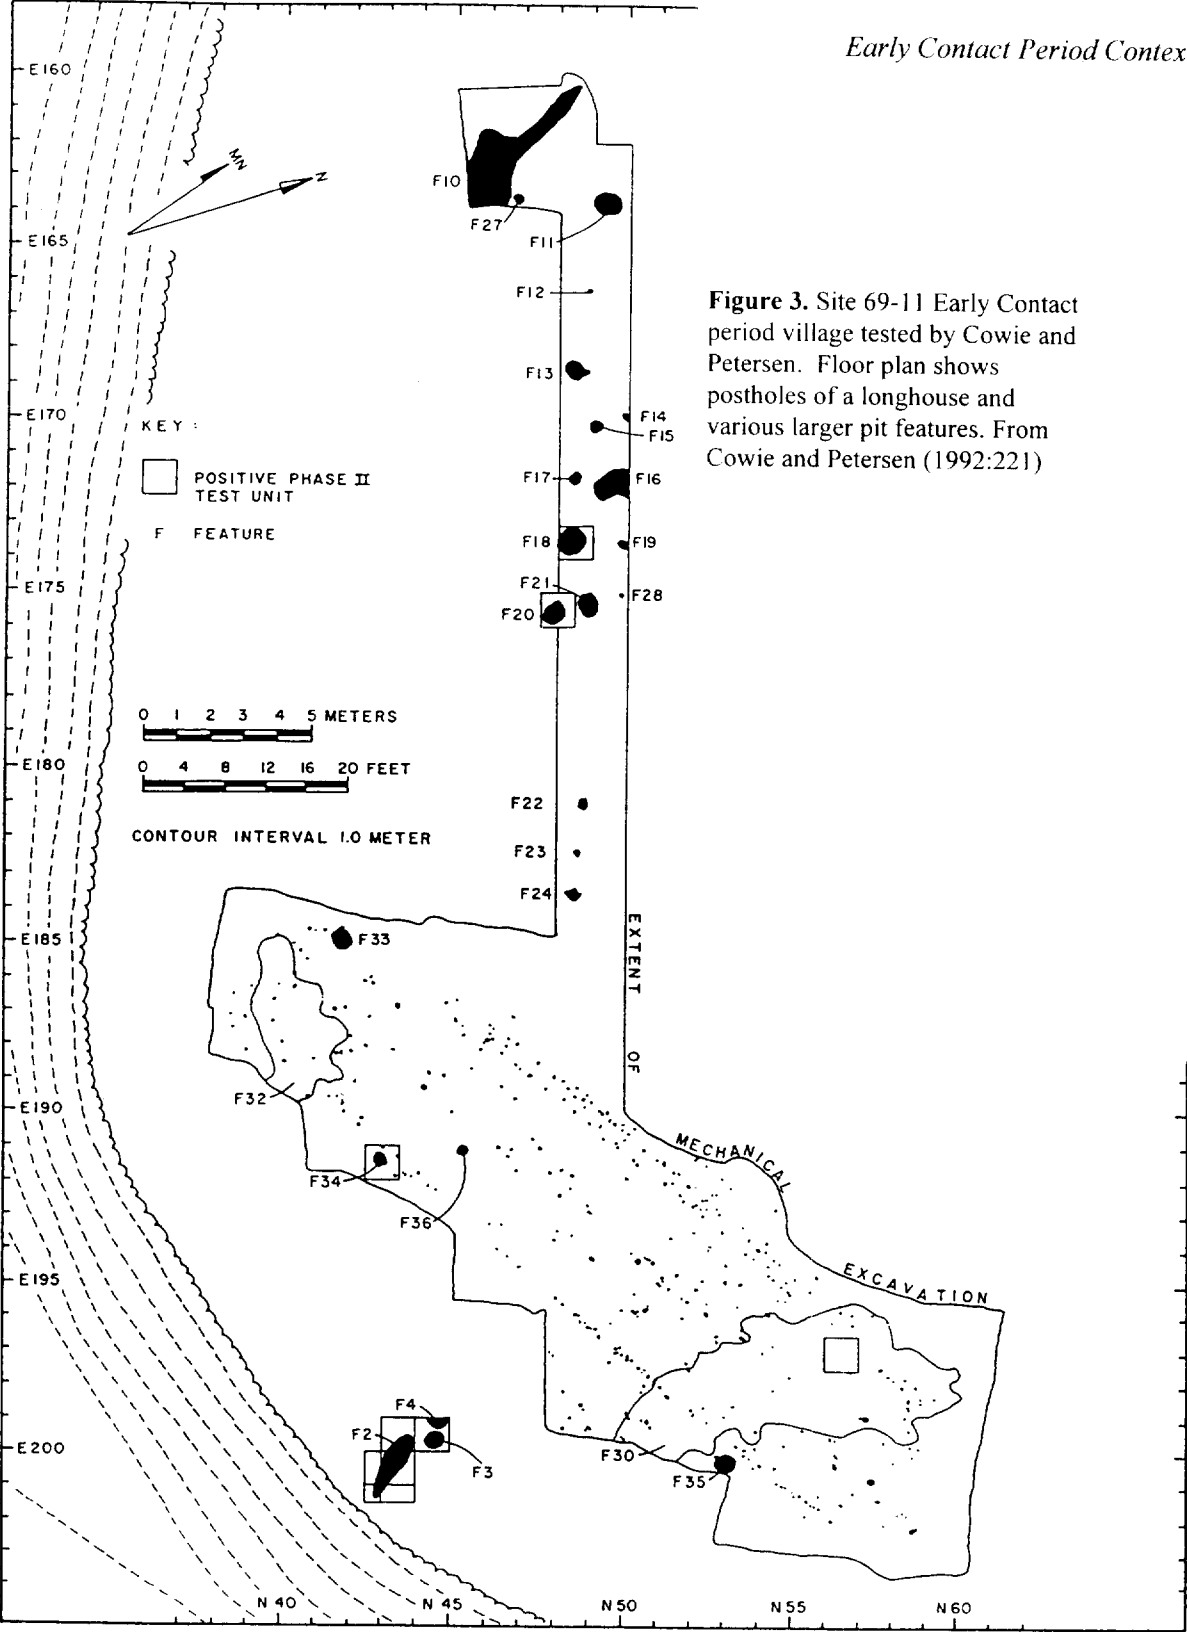 Early Contact Period Contex
E160
MN
N
F10
F27
F11
E165
F12
Figure 3. Site 69-11 Early Contact
period village tested by Cowie and
Petersen. Floor plan shows
postholes of a longhouse and
various larger pit features. From
Cowie and Petersen (1992:221)
F13
E170
F14
F15
KEY :
POSITIVE PHASE II
TEST UNIT
F FEATURE
F17
F16
F18
F19
E175
F21
F28
F20
0 1 2 3 4 5 METERS
E180
0 4 8 12 16 20 FEET
CONTOUR INTERVAL 1.0 METER
F22
F23
F24
E185
F33
EXTENT OF MECHANICAL EXCAVATION
F32
E190
F34
F36
E195
F4
F2
F3
E200
F30
F35
N 40
N 45
N 50
N 55
N 60